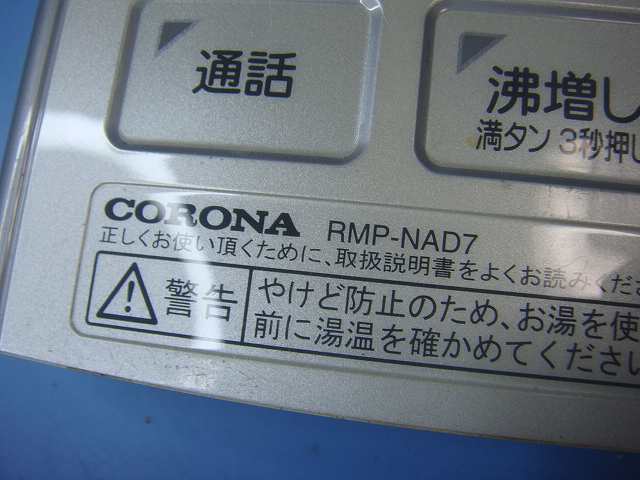 通話
沸増し
満タン 3秒押し
CORONA RMP-NAD7
正しくお使い頂くために、取扱説明書をよくお読みくださ
警告
やけど防止のため、お湯を使
前に湯温を確かめてください